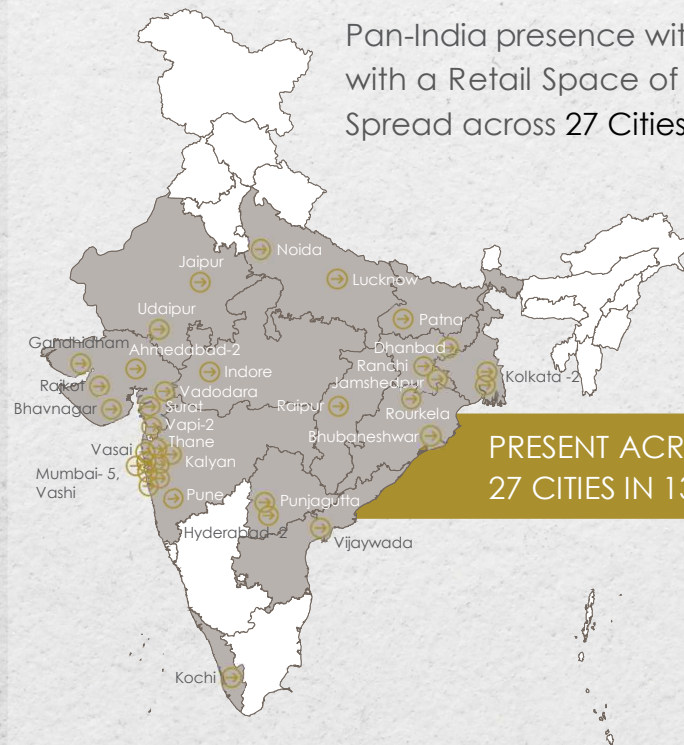 Pan-India presence wit
with a Retail Space of
Spread across 27 Cities
Noida
Jaipur
Lucknow
Udaipur
Patna
Gandhidham
Ahmedabad-2
Dhanbad
Ranchi
Indore
Kolkata -2
Rajkot
Jamshedpur
Vadodara
Bhavnagar
Surat
Raipur
Rourkela
Vapi-2
Bhubaneshwar
Thane
Vasai
Kalyan
PRESENT ACR
27 CITIES IN 13
Mumbai- 5,
Vashi
Pune
Punjagutta
Hyderabad -2
Vijaywada
Kochi